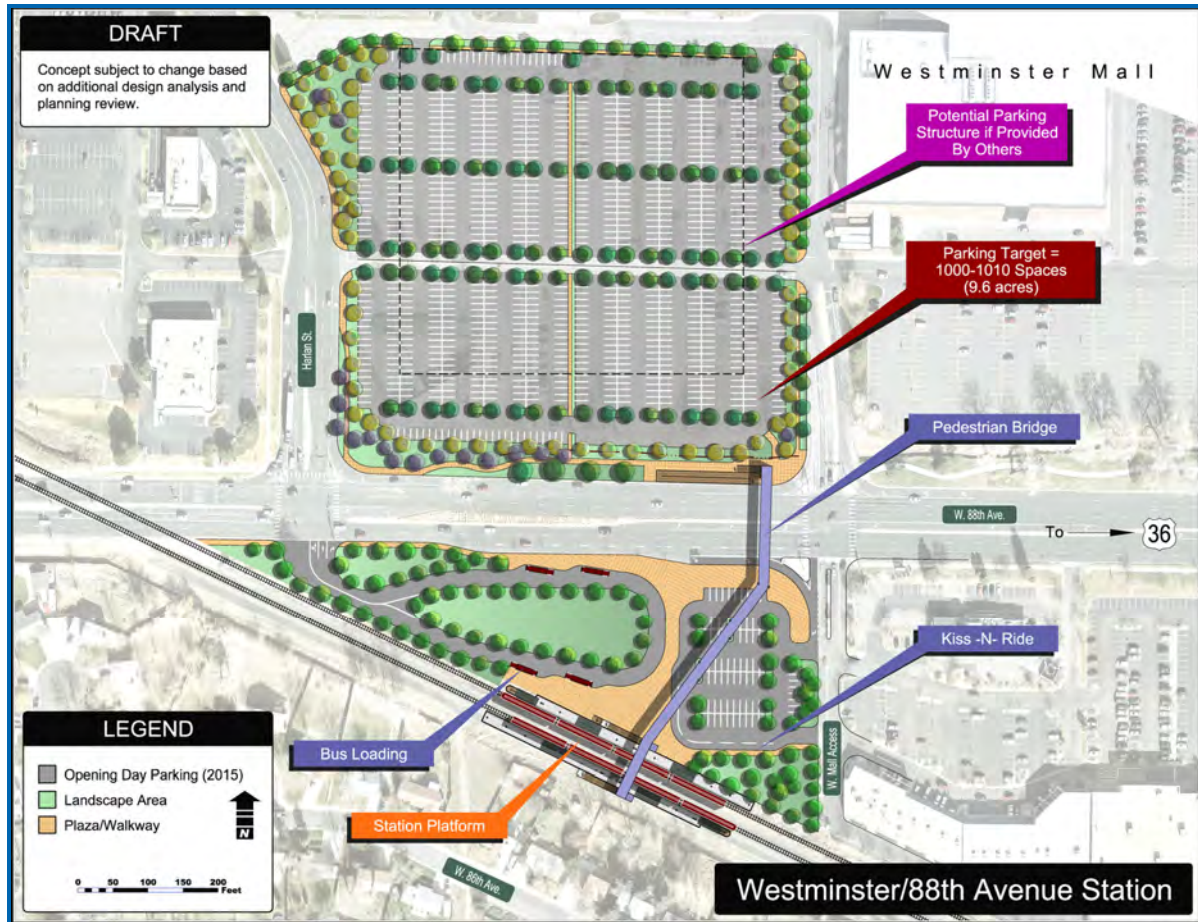 DRAFT
Concept subject to change based
on additional design analysis and
planning review.
Westminster Mall
Potential Parking
Structure if Provided
By Others
Parking Target =
1000-1010 Spaces
(9.6 acres)
Harlan St.
Pedestrian Bridge
W. 88th Ave.
To
36
Kiss -N- Ride
Bus Loading
W. Mall Access
Station Platform
W. 86th Ave.
LEGEND
Opening Day Parking (2015)
Landscape Area
Plaza/Walkway
N
0 50 100 150 200
Feet
Westminster/88th Avenue Station